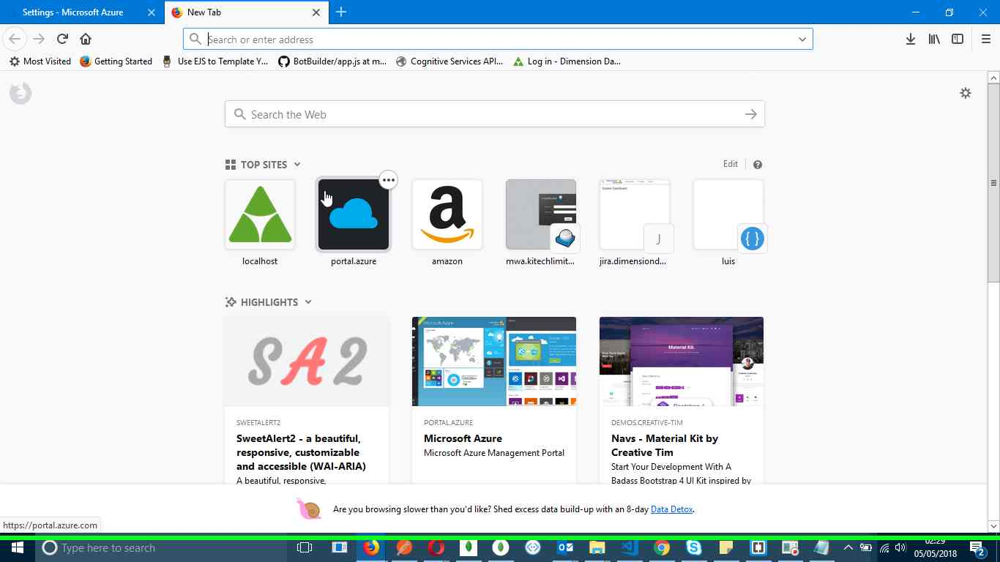 Settings - Microsoft Azure
New Tab
Search or enter address
Most Visited
Getting Started
Use EJS to Template Y...
BotBuilder/app.js at m...
Cognitive Services API...
Log in - Dimension Da...
Search the Web
TOP SITES
Edit
a
J
{ }
localhost
portal.azure
amazon
mwa.kitechlimit...
jira.dimensiond...
luis
HIGHLIGHTS
SA2
Microsoft Azure
Material Kit.
SWEETALERT2
PORTAL.AZURE
DEMOS.CREATIVE-TIM
SweetAlert2 - a beautiful, responsive, customizable and accessible (WAI-ARIA)
A beautiful, responsive,
Microsoft Azure
Microsoft Azure Management Portal
Navs - Material Kit by Creative Tim
Start Your Development With A Badass Bootstrap 4 UI Kit inspired by
Are you browsing slower than you'd like? Shed excess data build-up with an 8-day Data Detox.
https://portal.azure.com
Type here to search
02:29
05/05/2018
2